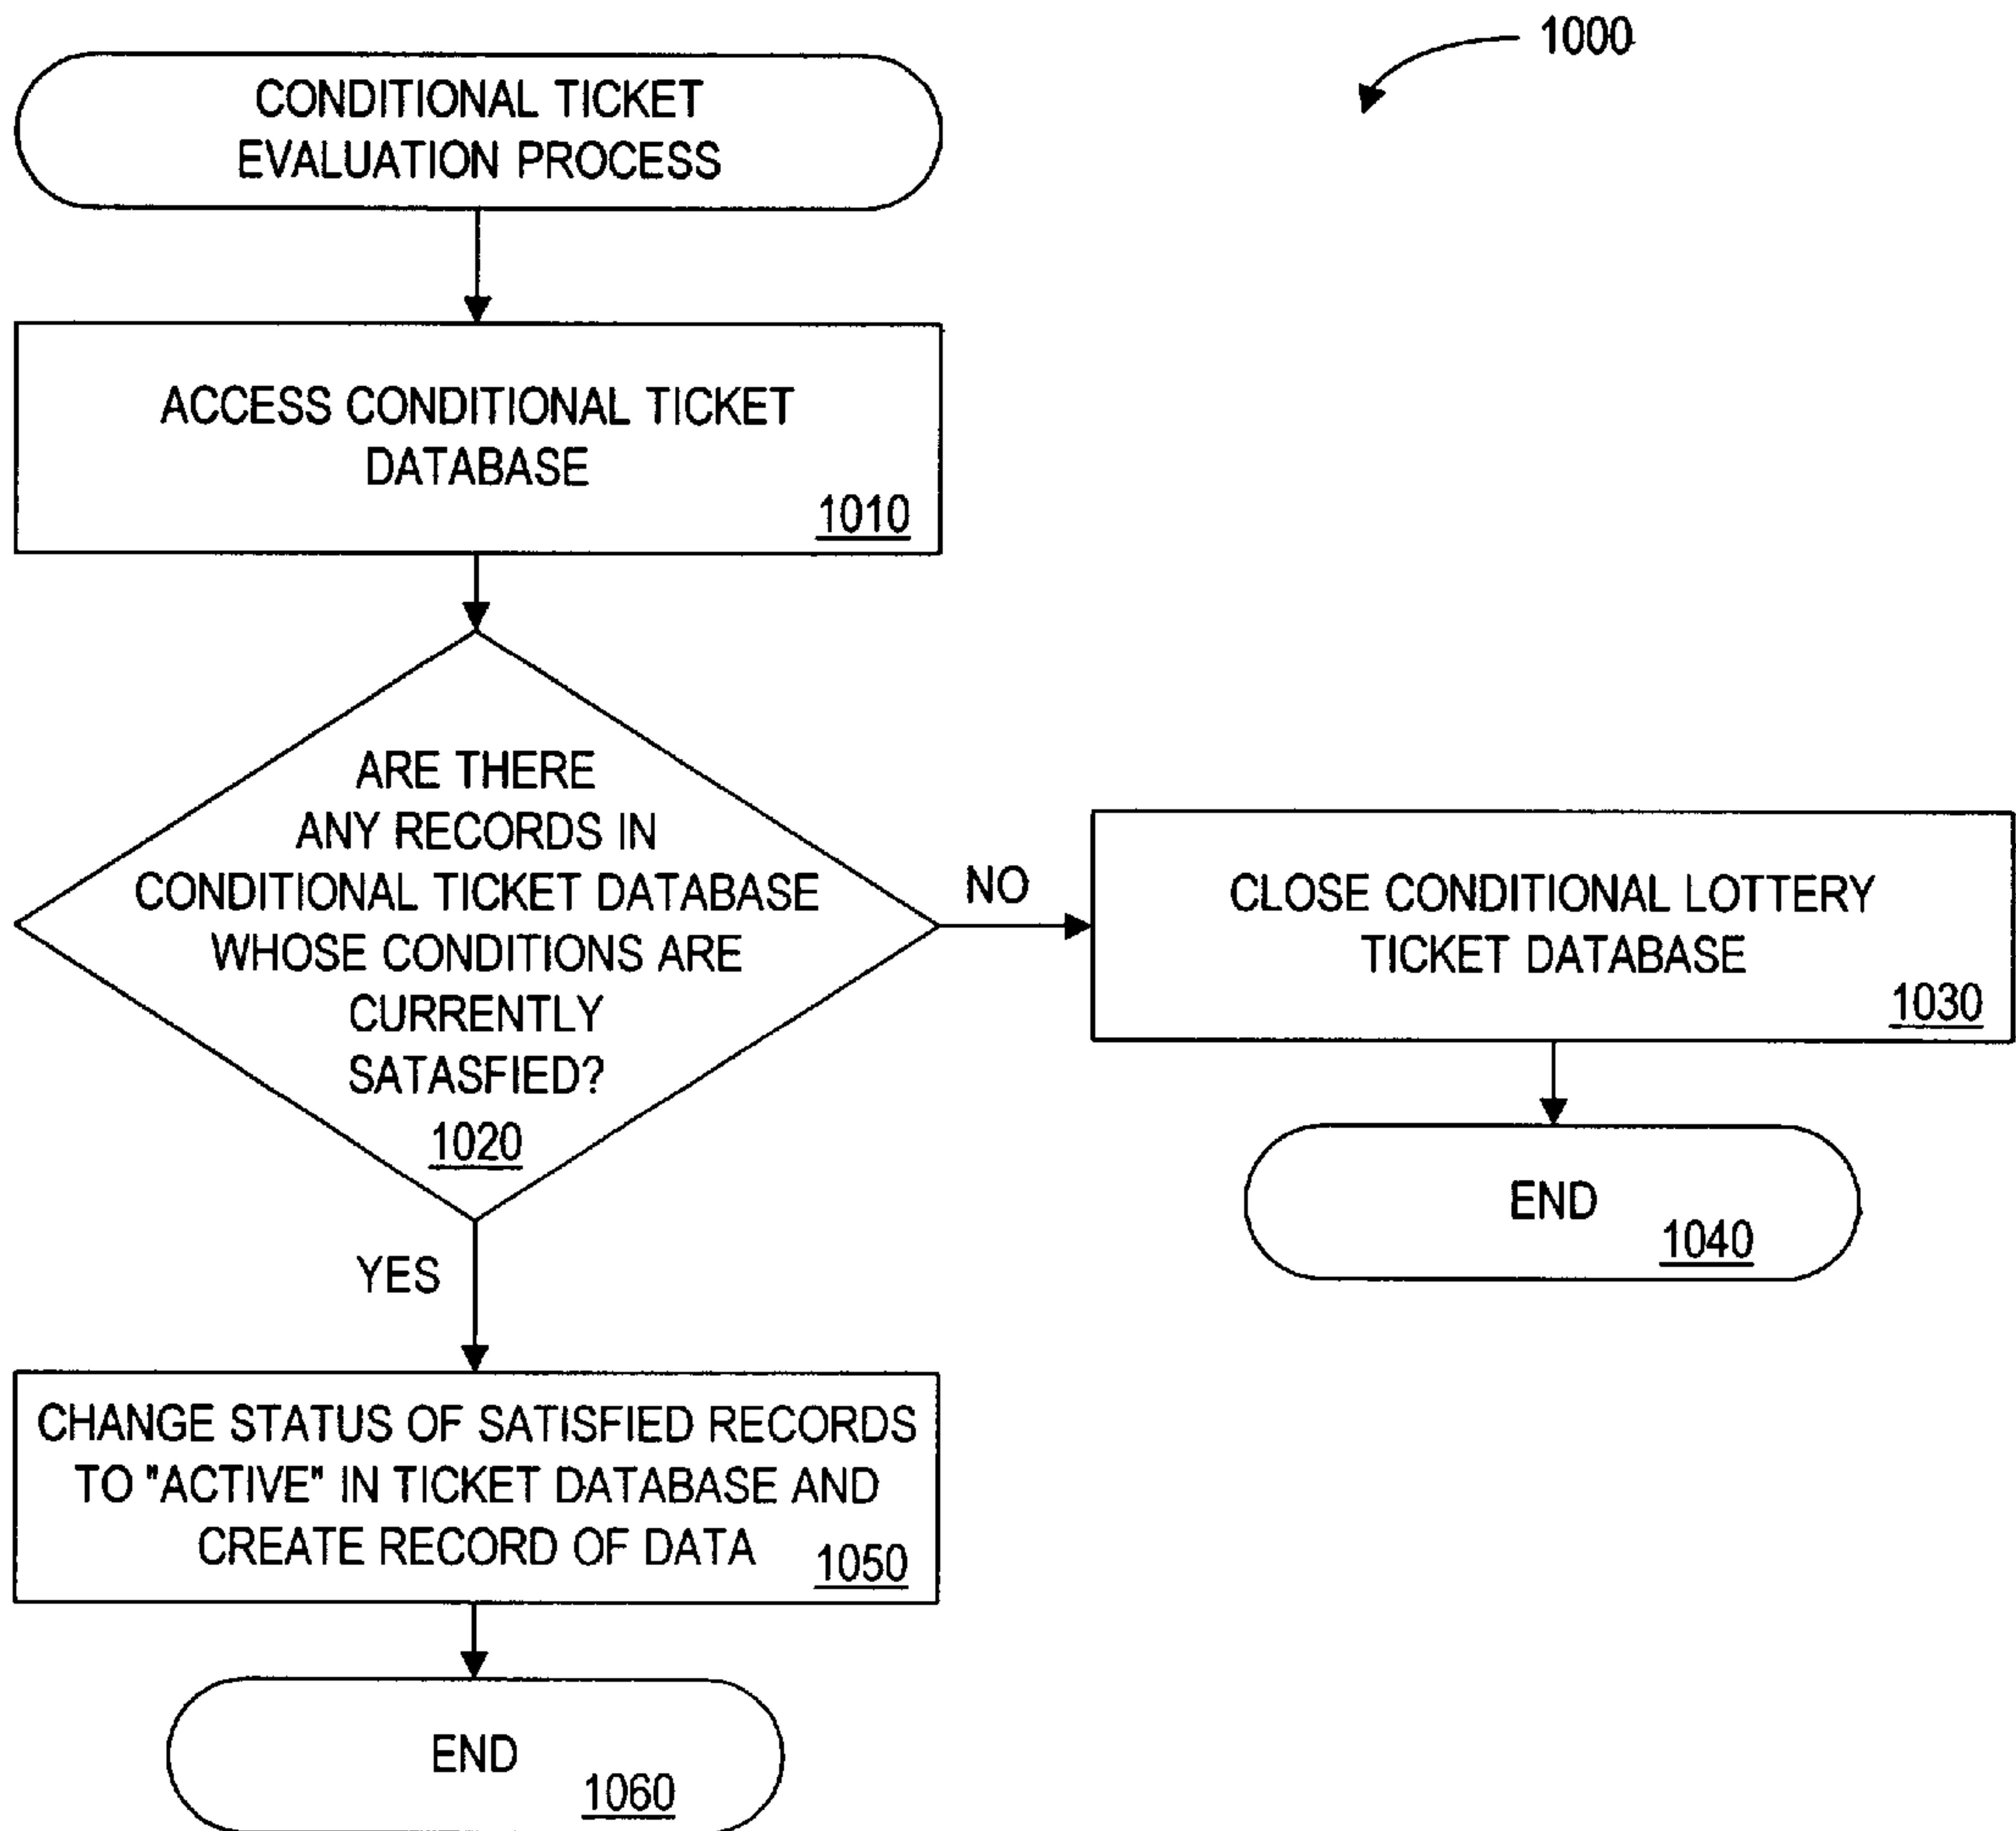 1000
CONDITIONAL TICKET
EVALUATION PROCESS
ACCESS CONDITIONAL TICKET
DATABASE
1010
ARE THERE
ANY RECORDS IN
CONDITIONAL TICKET DATABASE
WHOSE CONDITIONS ARE
CURRENTLY
SATASFIED?
1020
NO
CLOSE CONDITIONAL LOTTERY
TICKET DATABASE
1030
END
1040
YES
CHANGE STATUS OF SATISFIED RECORDS
TO "ACTIVE" IN TICKET DATABASE AND
CREATE RECORD OF DATA
1050
END
1060